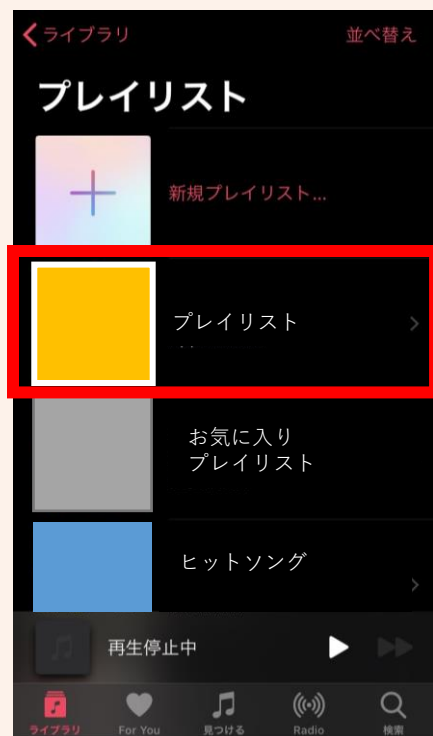 ライブラリ
並べ替え
プレイリスト
新規プレイリスト...
プレイリスト
お気に入り
プレイリスト
ヒットソング
再生停止中
ライブラリ
For You
見つける
Radio
検索